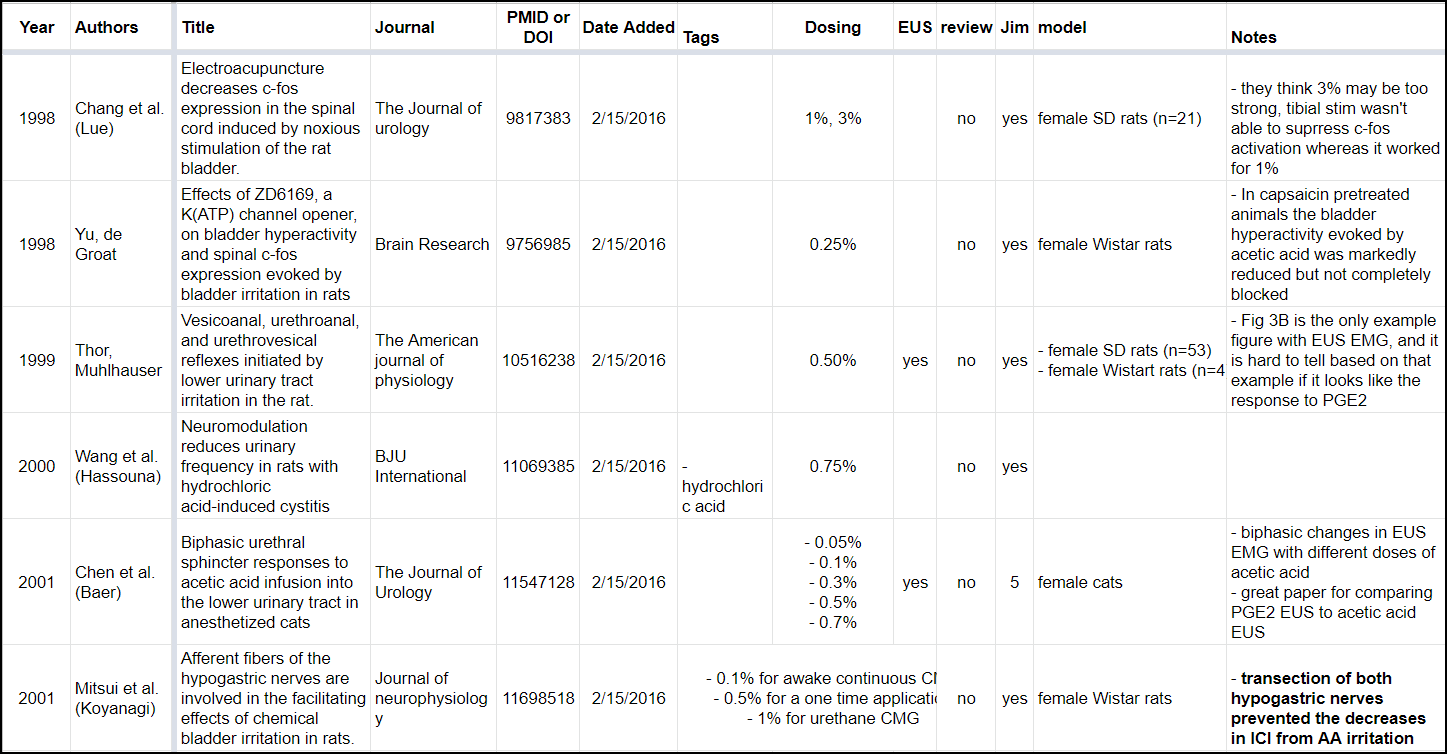 Year Authors Title Journal PMID or DOI Date Added Tags Dosing EUS review Jim model Notes
1998
Chang et al.
(Lue)
Electroacupuncture
decreases c-fos
expression in the spinal
cord induced by noxious
stimulation of the rat
bladder.
The Journal of
urology
9817383
2/15/2016
1%, 3%
no
yes
female SD rats (n=21)
- they think 3% may be too
strong, tibial stim wasn't
able to suprress c-fos
activation whereas it worked
for 1%
1998
Yu, de
Groat
Effects of ZD6169, a
K(ATP) channel opener,
on bladder hyperactivity
and spinal c-fos
expression evoked by
bladder irritation in rats
Brain Research
9756985
2/15/2016
0.25%
no
yes
female Wistar rats
- In capsaicin pretreated
animals the bladder
hyperactivity evoked by
acetic acid was markedly
reduced but not completely
blocked
1999
Thor,
Muhlhauser
Vesicoanal, urethroanal,
and urethrovesical
reflexes initiated by
lower urinary tract
irritation in the rat.
The American
journal of
physiology
10516238
2/15/2016
0.50%
yes
no
yes
- female SD rats (n=53)
- female Wistart rats (n=4
- Fig 3B is the only example
figure with EUS EMG, and it
is hard to tell based on that
example if it looks like the
response to PGE2
2000
Wang et al.
(Hassouna)
Neuromodulation
reduces urinary
frequency in rats with
hydrochloric
acid-induced cystitis
BJU
International
11069385
2/15/2016
-
hydrochlori
c acid
0.75%
no
yes
2001
Chen et al.
(Baer)
Biphasic urethral
sphincter responses to
acetic acid infusion into
the lower urinary tract in
anesthetized cats
The Journal of
Urology
11547128
2/15/2016
- 0.05%
- 0.1%
- 0.3%
- 0.5%
- 0.7%
yes
no
5
female cats
- biphasic changes in EUS
EMG with different doses of
acetic acid
- great paper for comparing
PGE2 EUS to acetic acid
EUS
2001
Mitsui et al.
(Koyanagi)
Afferent fibers of the
hypogastric nerves are
involved in the facilitating
effects of chemical
bladder irritation in rats.
Journal of
neurophysiolog
y
11698518
2/15/2016
- 0.1% for awake continuous
- 0.5% for a one time applicati
- 1% for urethane CMG
no
yes
female Wistar rats
- transection of both
hypogastric nerves
prevented the decreases
in ICI from AA irritation